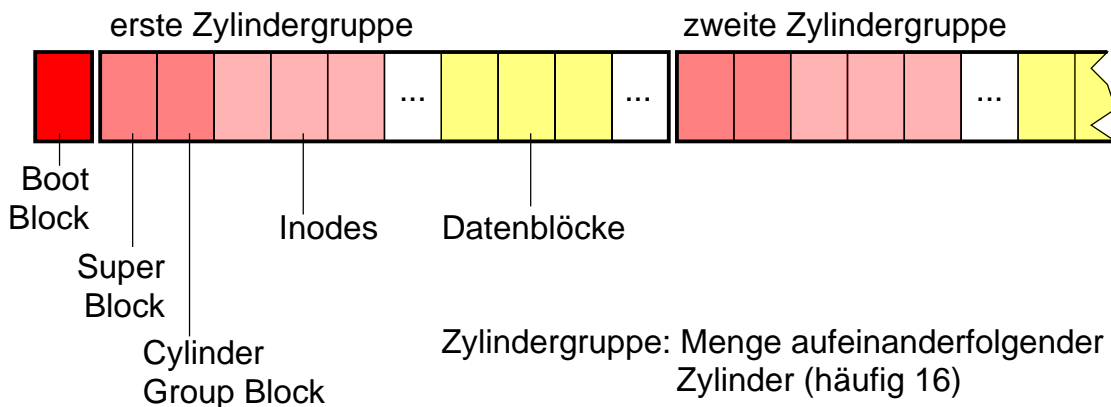 erste Zylindergruppe
zweite Zylindergruppe
...
...
...
Boot
Block
Inodes
Datenblöcke
Super
Block
Cylinder
Group Block
Zylindergruppe: Menge aufeinanderfolgender
Zylinder (häufig 16)